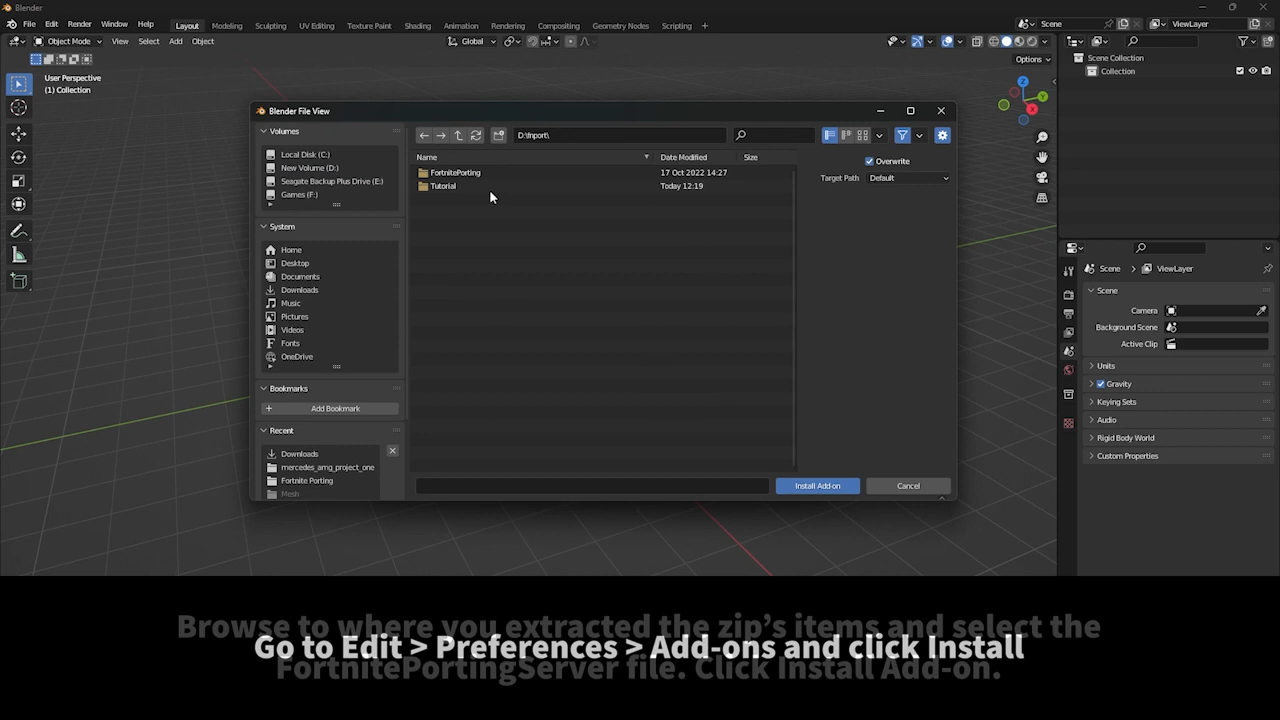 Blender
File Edit Render Window Help Layout Modeling Sculpting UV Editing Texture Paint Shading Animation Rendering Compositing Geometry Nodes Scripting + Scene ViewLayer
Object Mode View Select Add Object Global
Options
User Perspective
(1) Collection
Scene Collection
Collection
Blender File View
Volumes
Local Disk (C:)
New Volume (D:)
Seagate Backup Plus Drive (E:)
Games (F:)
System
Home
Desktop
Documents
Downloads
Music
Pictures
Videos
Fonts
OneDrive
Bookmarks
Add Bookmark
Recent
Downloads
mercedes_amg_project_one
Fortnite Porting
Mesh
D:\Inport\
Name Date Modified Size
FortnitePorting 17 Oct 2022 14:27
Tutorial Today 12:19
Overwrite
Target Path Default
Install Add-on Cancel
X Y Z
Scene > ViewLayer
Scene
Camera
Background Scene
Active Clip
Units
Gravity
Keying Sets
Audio
Rigid Body World
Custom Properties
Browse to where you extracted the zip's items and select the
Go to Edit > Preferences > Add-ons and click Install
FortnitePortingServer file. Click Install Add-on.